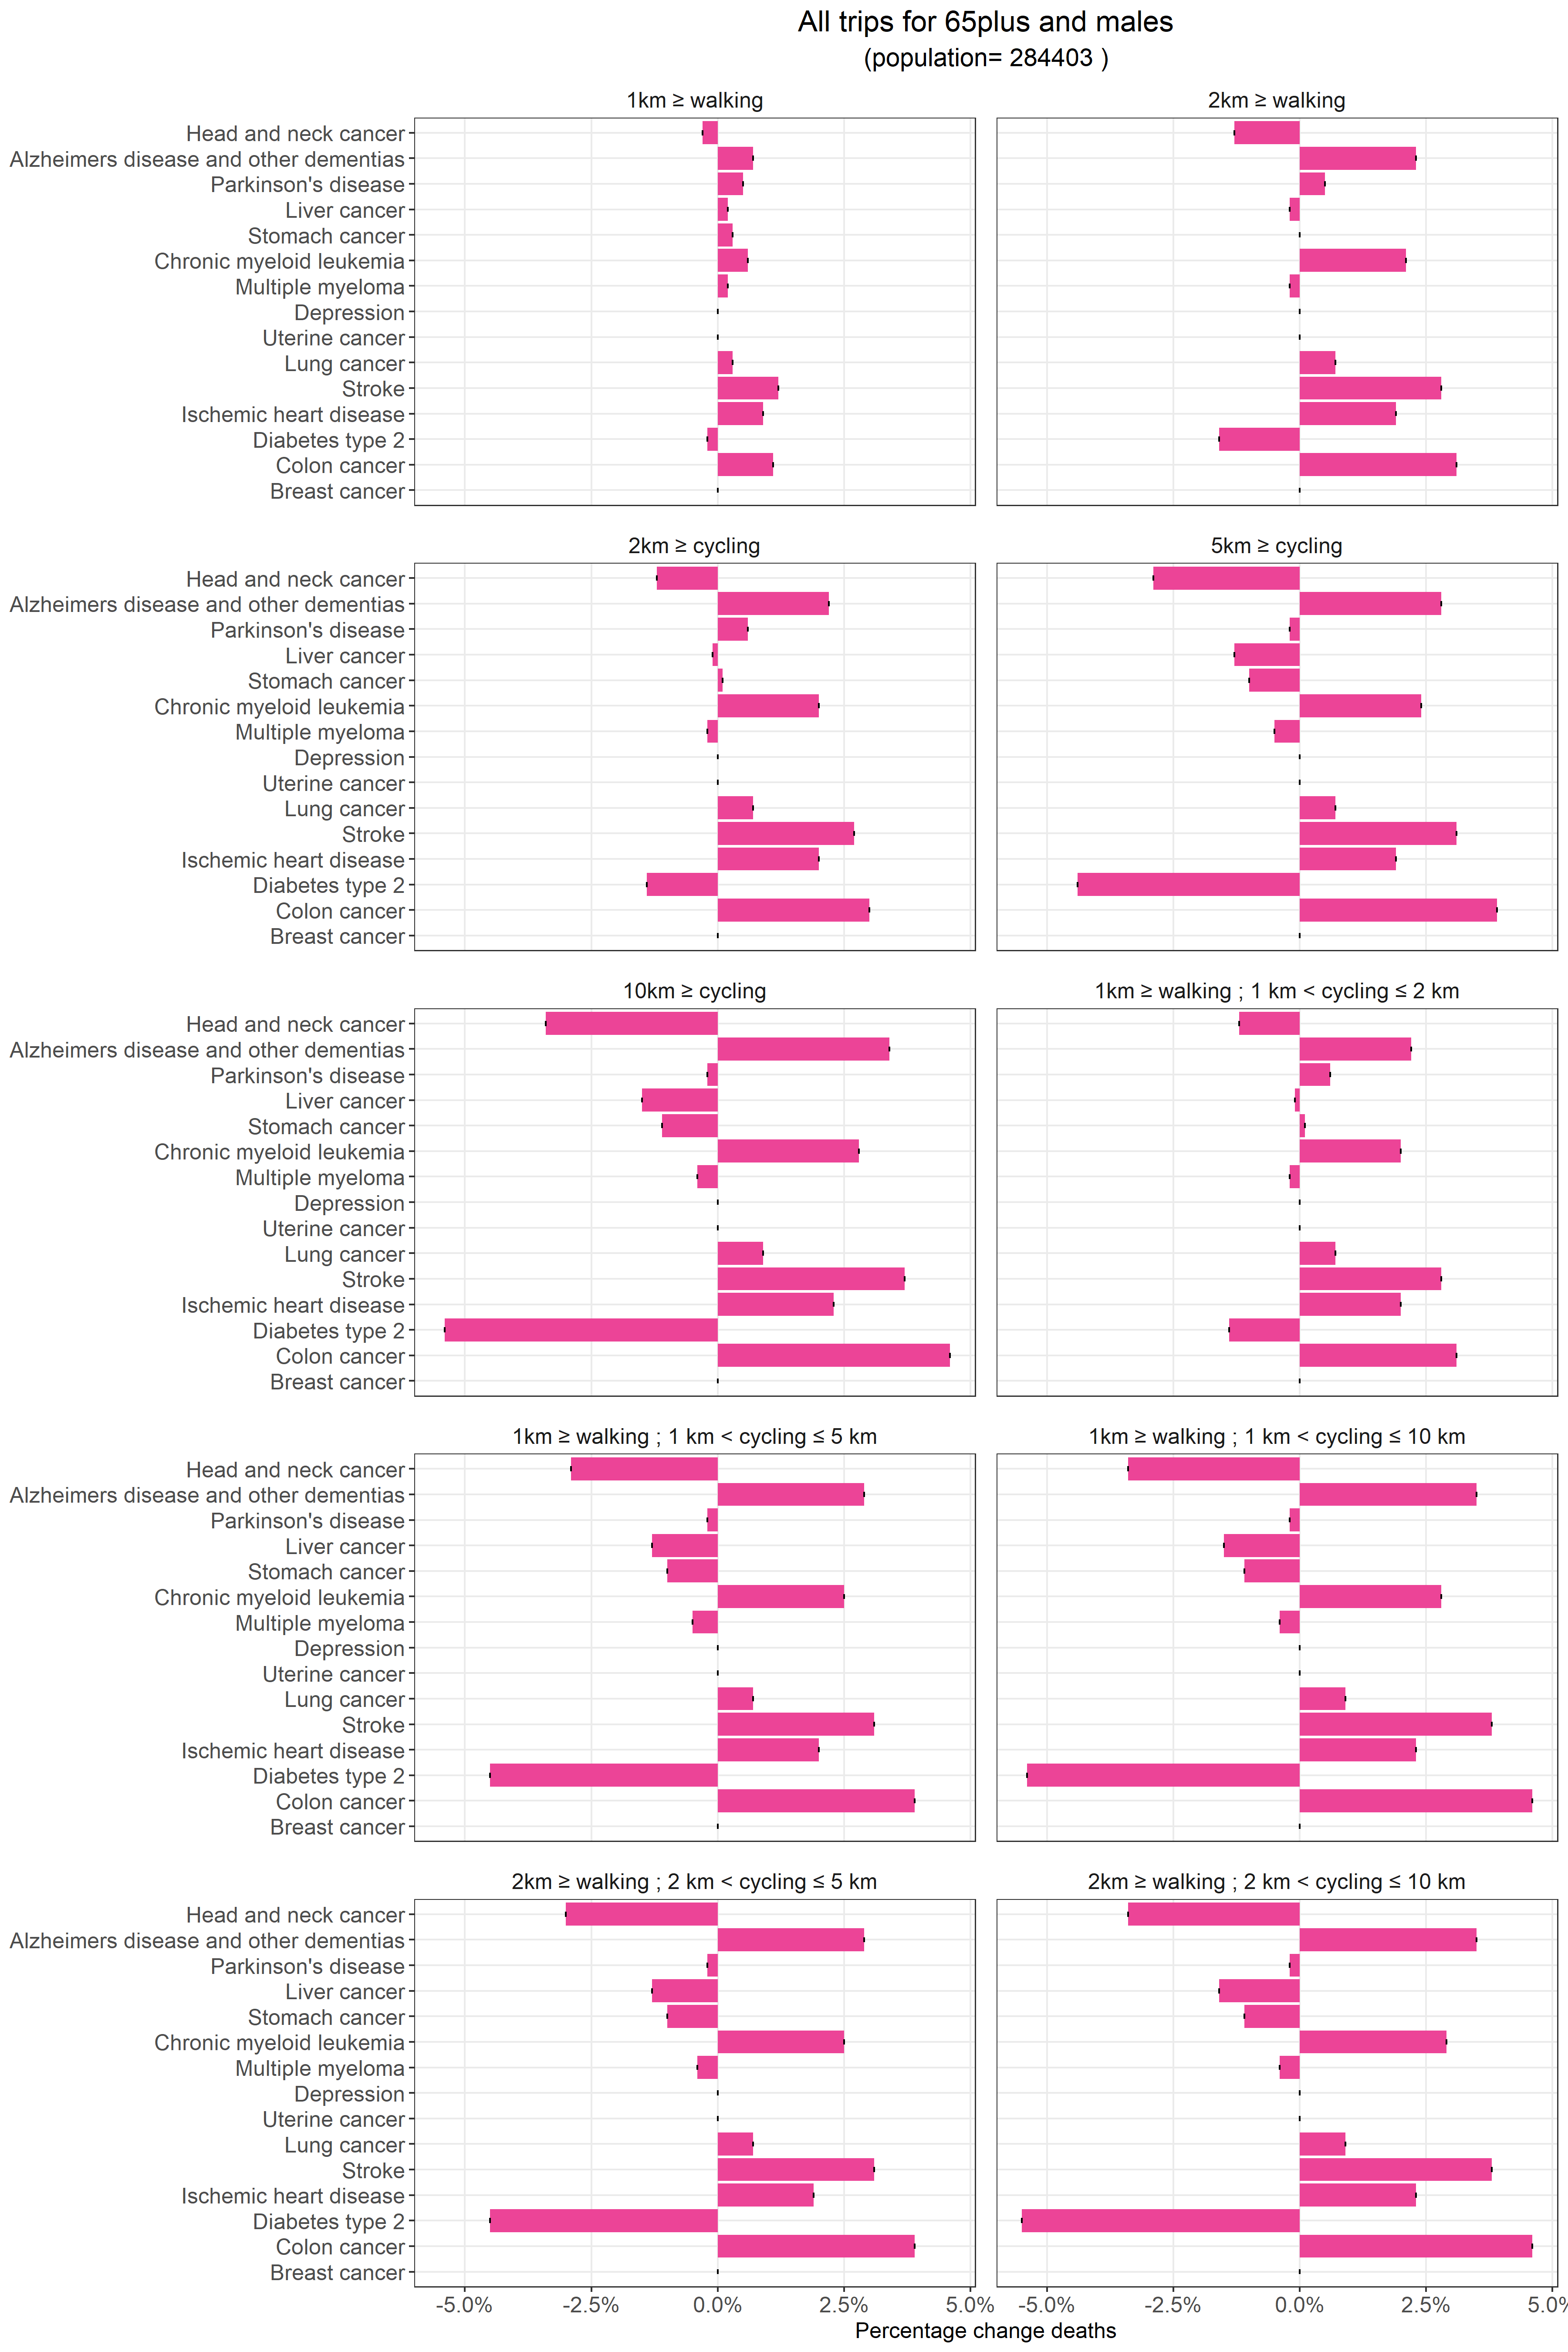 All trips for 65plus and males
(population= 284403 )
1km ≥ walking
2km ≥ walking
Head and neck cancer
Alzheimers disease and other dementias
Parkinson's disease
Liver cancer
Stomach cancer
Chronic myeloid leukemia
Multiple myeloma
Depression
Uterine cancer
Lung cancer
Stroke
Ischemic heart disease
Diabetes type 2
Colon cancer
Breast cancer
2km ≥ cycling
5km ≥ cycling
Head and neck cancer
Alzheimers disease and other dementias
Parkinson's disease
Liver cancer
Stomach cancer
Chronic myeloid leukemia
Multiple myeloma
Depression
Uterine cancer
Lung cancer
Stroke
Ischemic heart disease
Diabetes type 2
Colon cancer
Breast cancer
10km ≥ cycling
1km ≥ walking ; 1 km < cycling ≤ 2 km
Head and neck cancer
Alzheimers disease and other dementias
Parkinson's disease
Liver cancer
Stomach cancer
Chronic myeloid leukemia
Multiple myeloma
Depression
Uterine cancer
Lung cancer
Stroke
Ischemic heart disease
Diabetes type 2
Colon cancer
Breast cancer
1km ≥ walking ; 1 km < cycling ≤ 5 km
1km ≥ walking ; 1 km < cycling ≤ 10 km
Head and neck cancer
Alzheimers disease and other dementias
Parkinson's disease
Liver cancer
Stomach cancer
Chronic myeloid leukemia
Multiple myeloma
Depression
Uterine cancer
Lung cancer
Stroke
Ischemic heart disease
Diabetes type 2
Colon cancer
Breast cancer
2km ≥ walking ; 2 km < cycling ≤ 5 km
2km ≥ walking ; 2 km < cycling ≤ 10 km
Head and neck cancer
Alzheimers disease and other dementias
Parkinson's disease
Liver cancer
Stomach cancer
Chronic myeloid leukemia
Multiple myeloma
Depression
Uterine cancer
Lung cancer
Stroke
Ischemic heart disease
Diabetes type 2
Colon cancer
Breast cancer
-5.0% -2.5% 0.0% 2.5% 5.0% -5.0% -2.5% 0.0% 2.5% 5.0%
Percentage change deaths